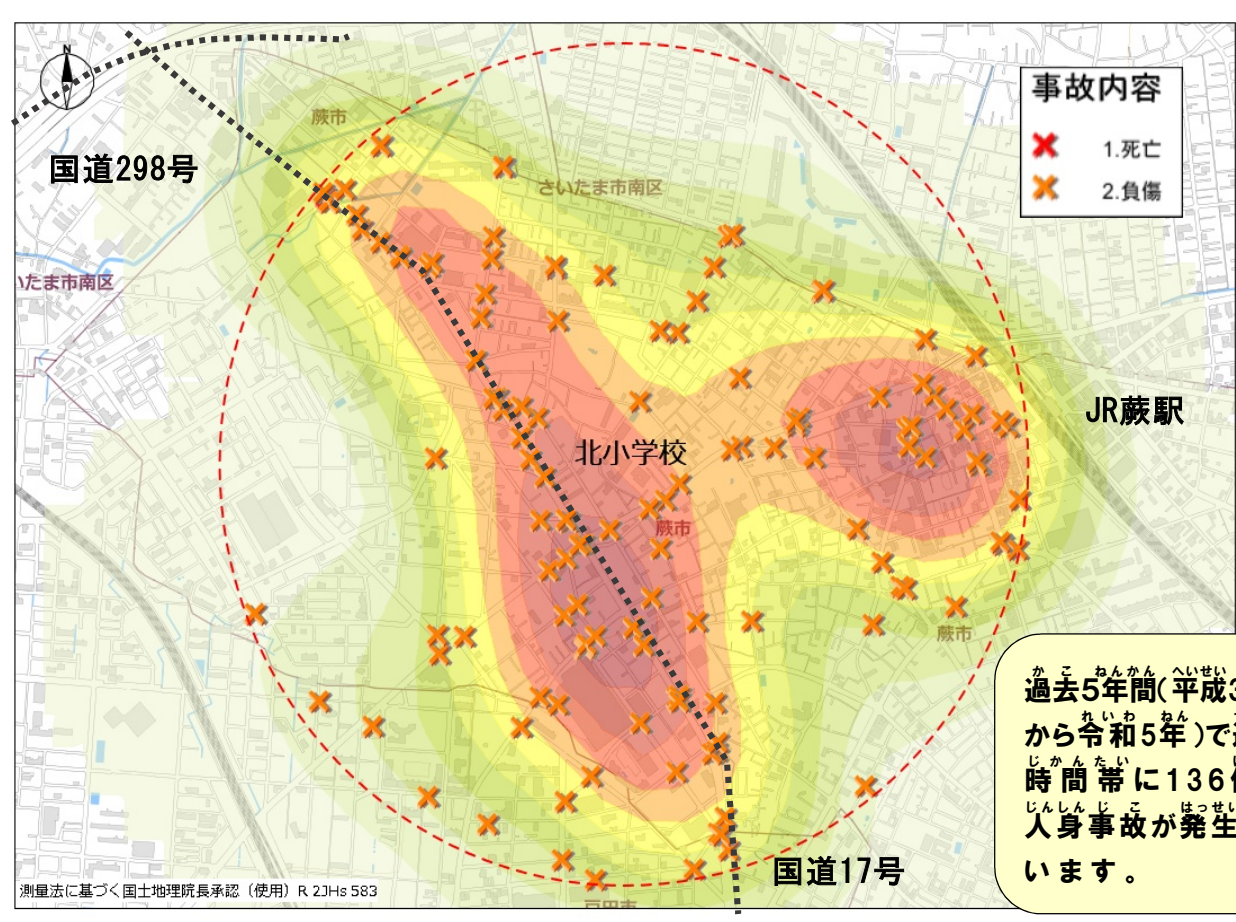 N
事故内容
1.死亡
2.負傷
蕨市
国道298号
さいたま市南区
いたま市南区
JR蕨駅
北小学校
蕨市
蕨市
過去5年間(平成3
から令和5年)で
時間帯に136
人身事故が発生
います。
国道17号
測量法に基づく国土地理院長承認(使用)R 2JHs 583
戸田市